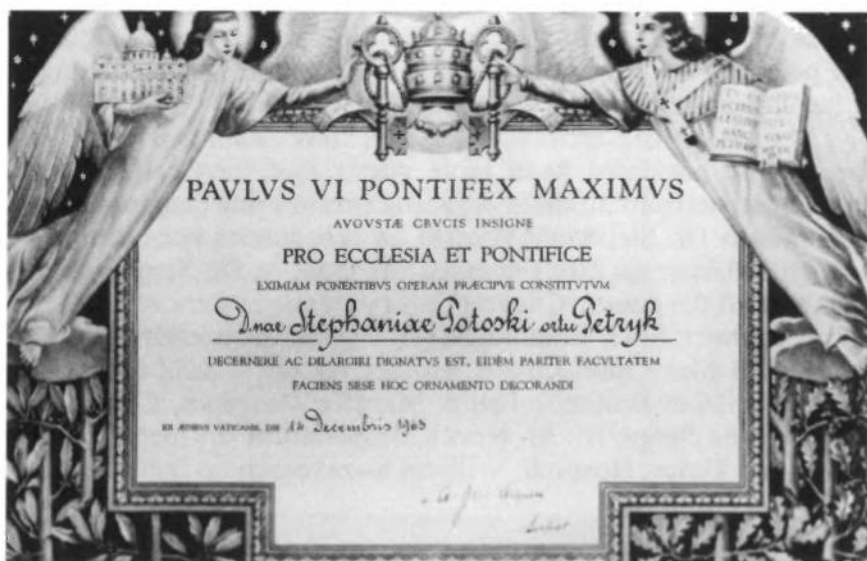 PAVLVS VI PONTIFEX MAXIMVS
AVGVSTÆ CRVCIS INSIGNE
PRO ECCLESIA ET PONTIFICE
EXIMIAM PONENTIBVS OPERAM PRÆCIPVE CONSTITVTVM
D.nae Stephaniae Potoski ortu Petryk
DECERNERE AC DILARGIRI DIGNATVS EST, EIDEM PARITER FACVLTATEM
FACIENS SESE HOC ORNAMENTO DECORANDI
EX ÆDIBVS VATICANIS, DIE 14 Decembris 1963